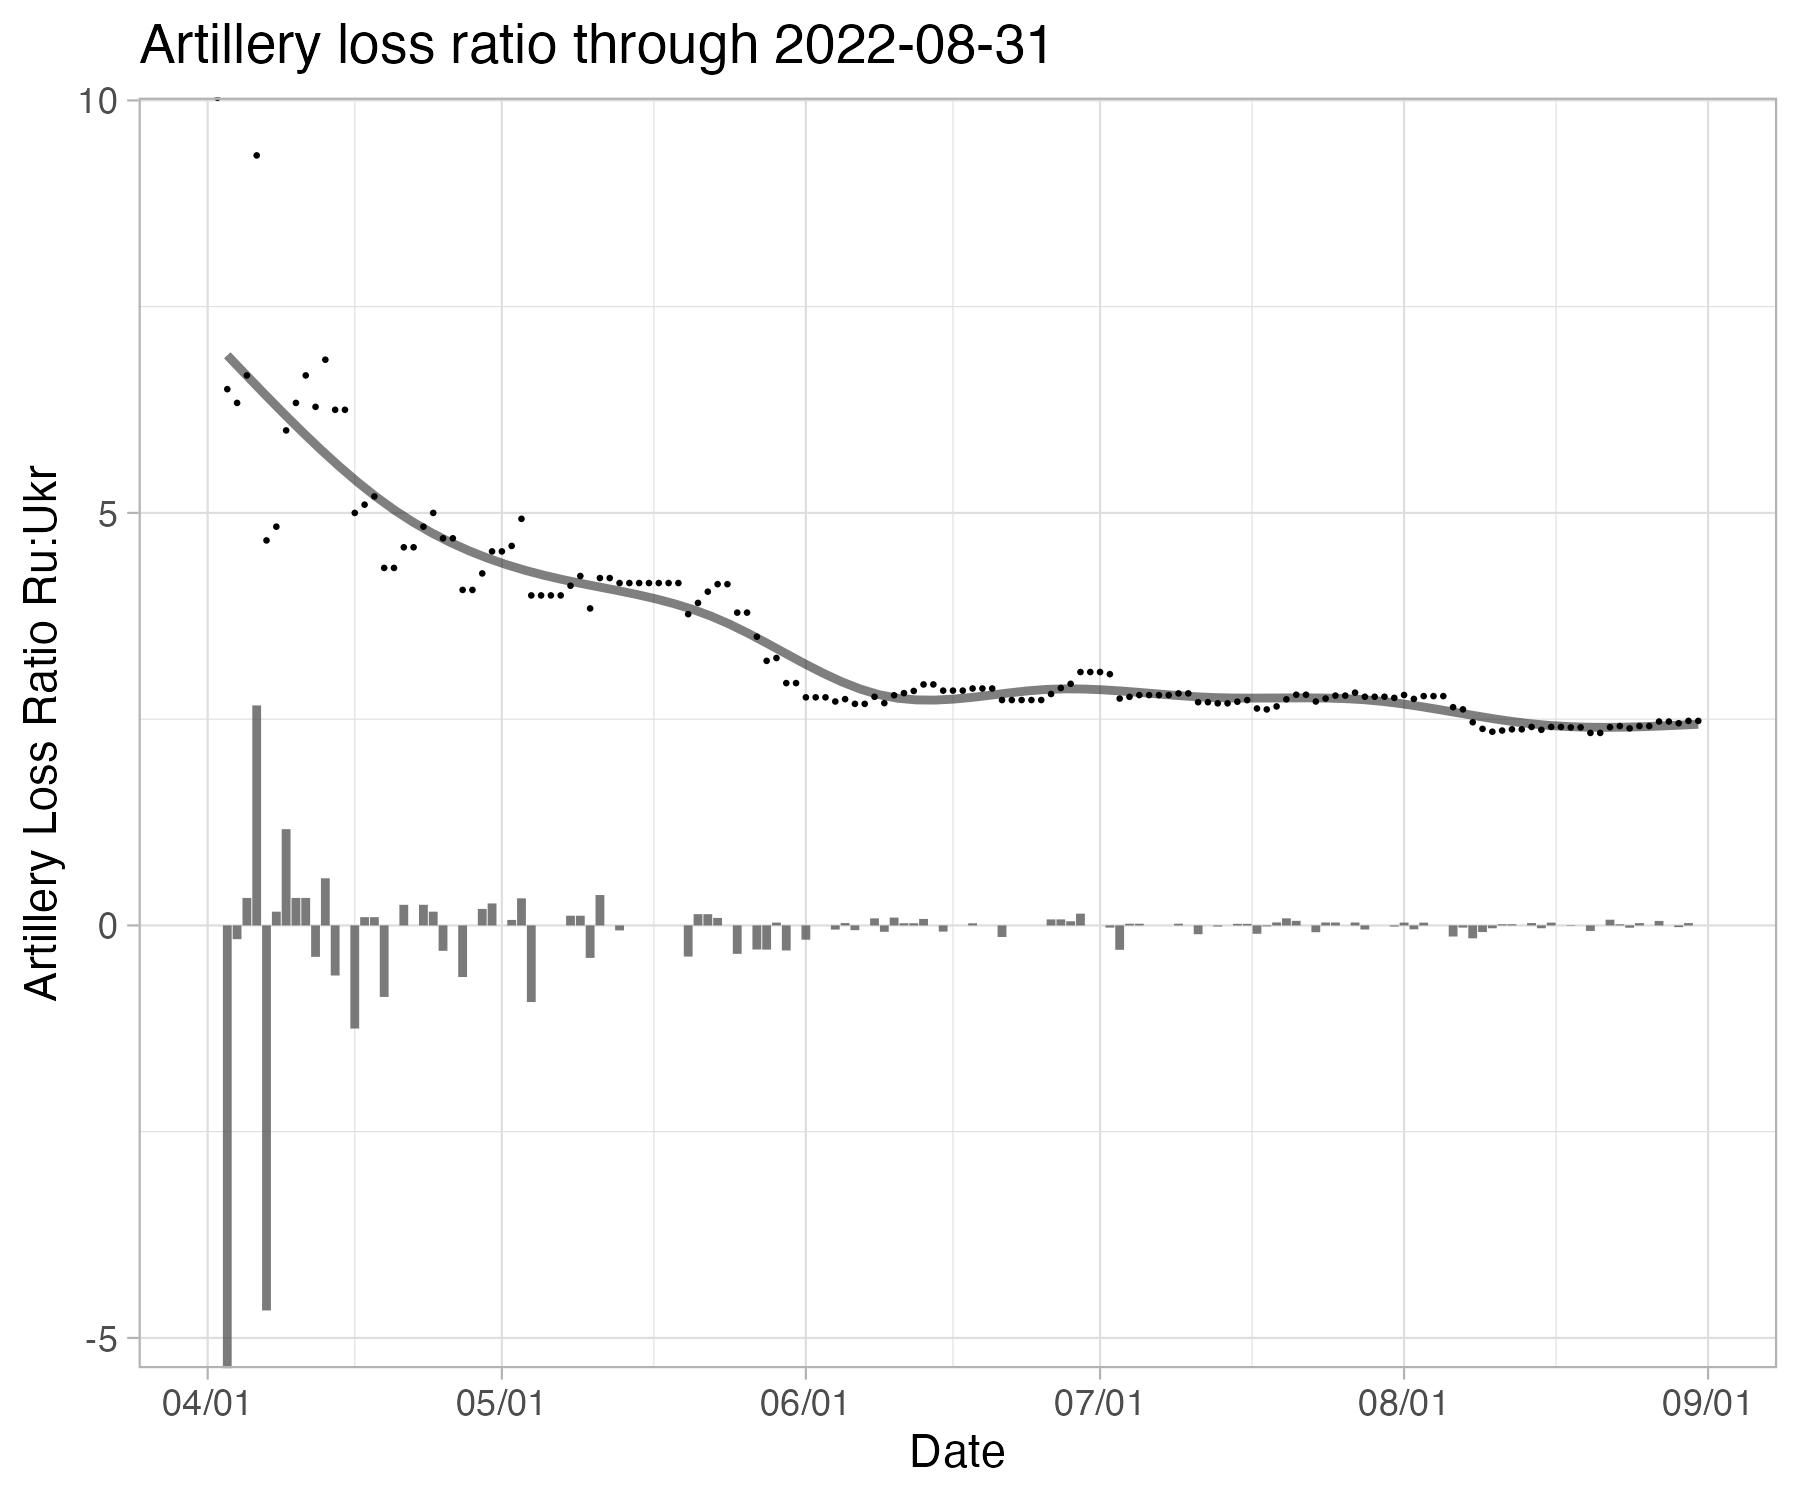 Artillery loss ratio through 2022-08-31
Artillery Loss Ratio Ru:Ukr
10
5
0
-5
04/01 05/01 06/01 07/01 08/01 09/01
Date